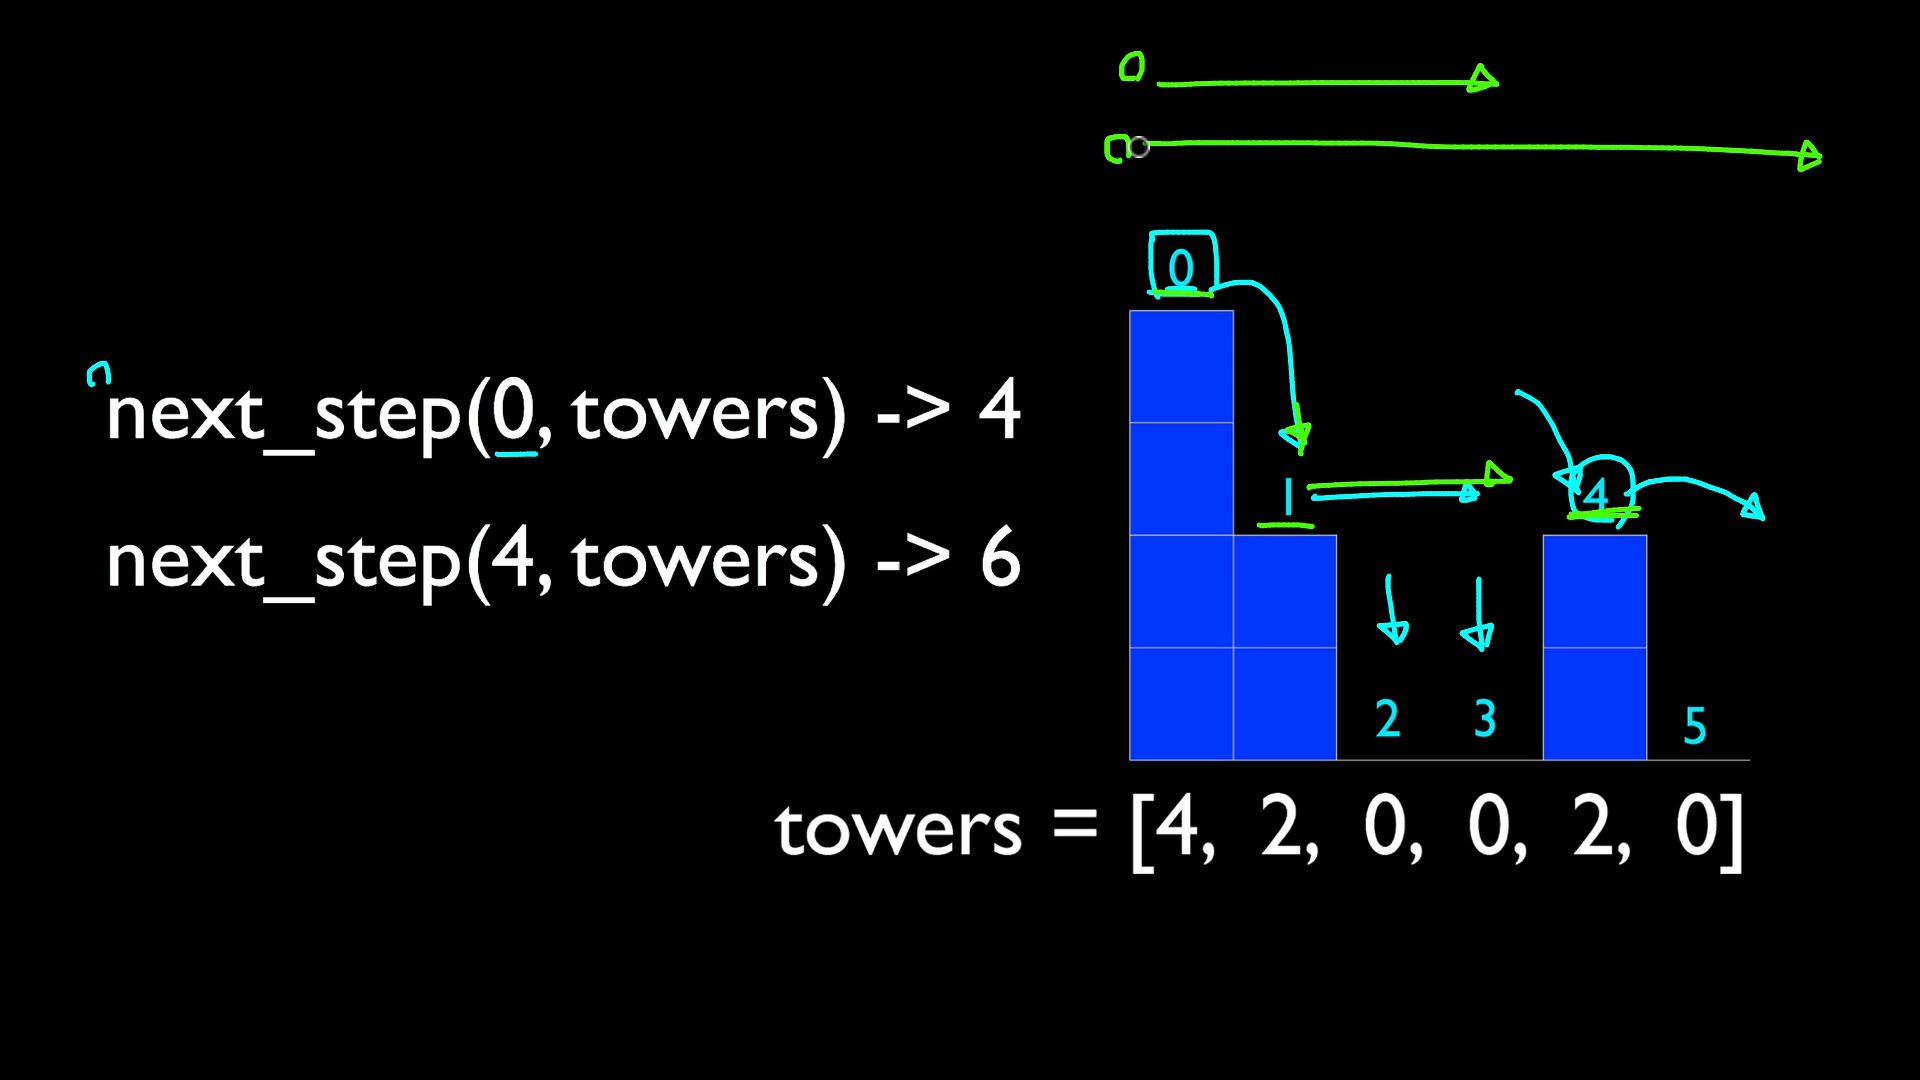 0
0
next_step(0, towers) -> 4
1
4
next_step(4, towers) -> 6
2 3 5
towers = [4, 2, 0, 0, 2, 0]